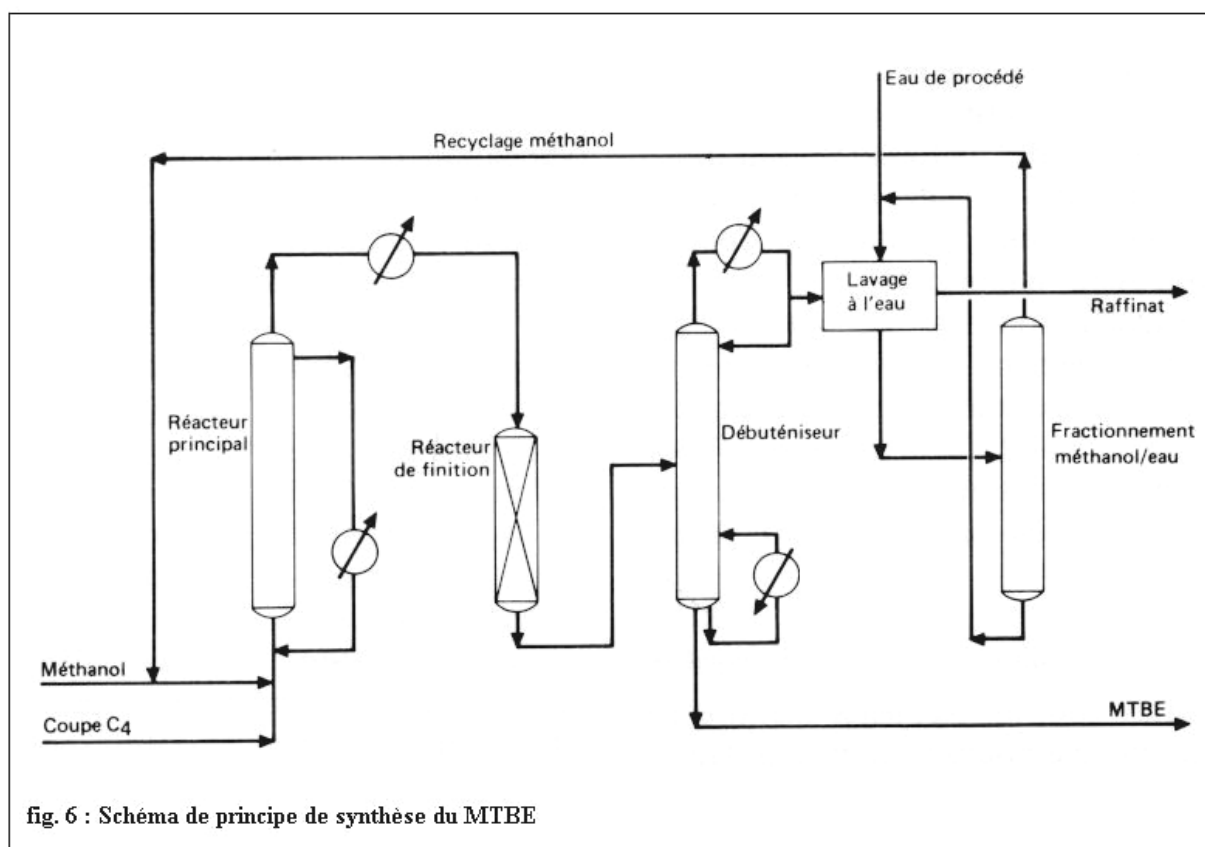 Eau de procédé
Recyclage méthanol
Lavage
à l'eau
Raffinat
Réacteur
principal
Réacteur
de finition
Débuténiseur
Fractionnement
méthanol/eau
Méthanol
Coupe C4
MTBE
fig. 6 : Schéma de principe de synthèse du MTBE